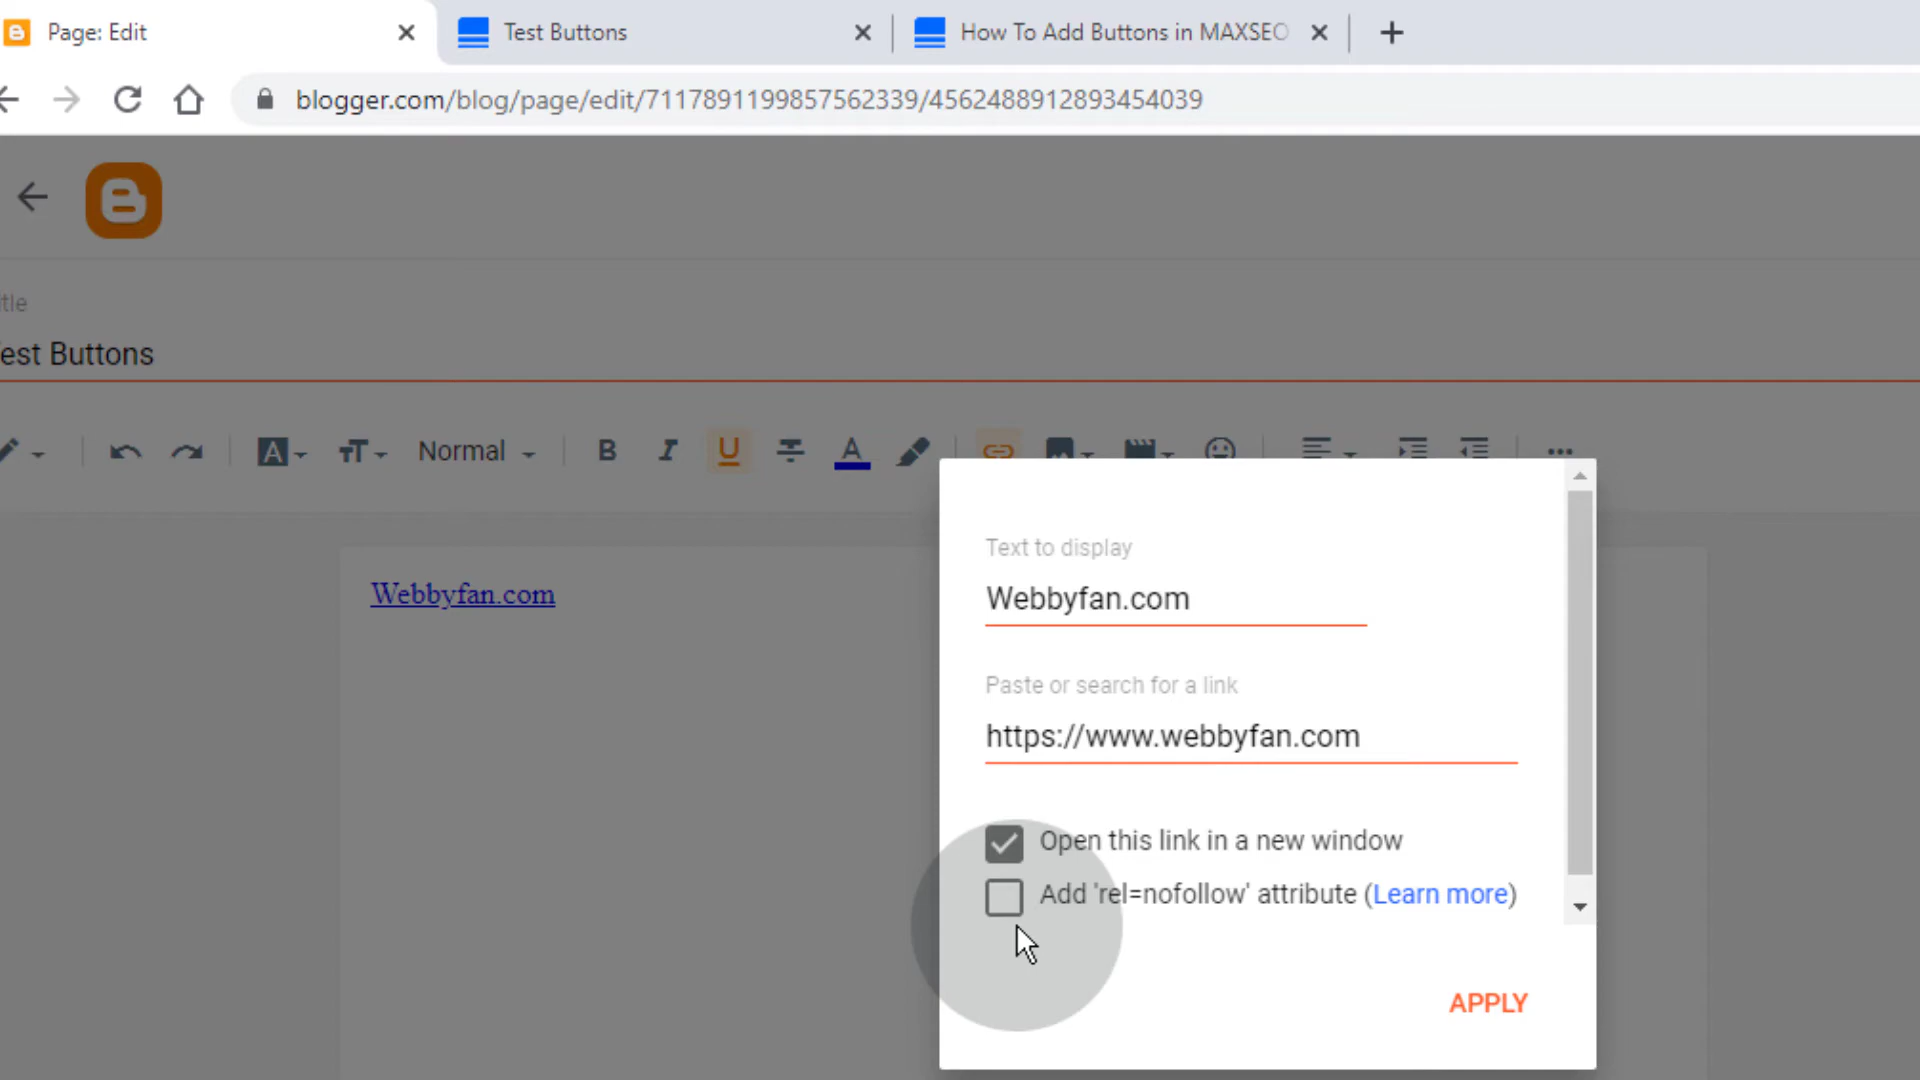 Page: Edit
Test Buttons
How To Add Buttons in MAXSEO
blogger.com/blog/page/edit/7117891199857562339/4562488912893454039
itle
Test Buttons
Normal
B I U A
Webbyfan.com
Text to display
Webbyfan.com
Paste or search for a link
https://www.webbyfan.com
Open this link in a new window
Add 'rel=nofollow' attribute (Learn more)
APPLY